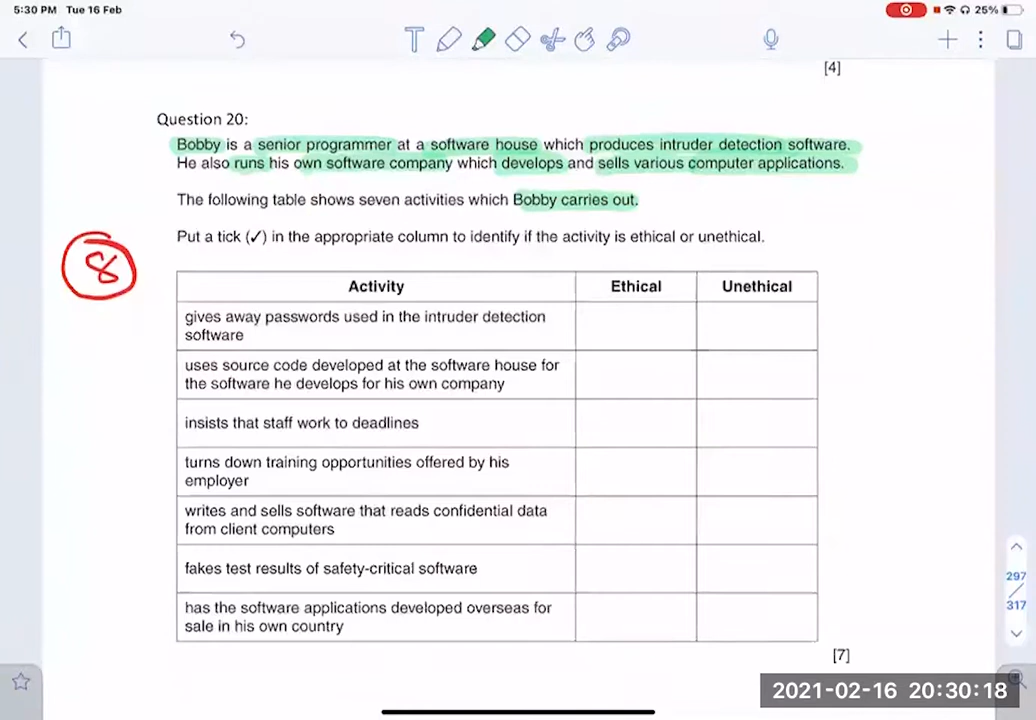 5:30 PM Tue 16 Feb
25%
[4]
Question 20:
Bobby is a senior programmer at a software house which produces intruder detection software.
He also runs his own software company which develops and sells various computer applications.
The following table shows seven activities which Bobby carries out.
Put a tick (✓) in the appropriate column to identify if the activity is ethical or unethical.
8
Activity Ethical Unethical
gives away passwords used in the intruder detection
software
uses source code developed at the software house for
the software he develops for his own company
insists that staff work to deadlines
turns down training opportunities offered by his
employer
writes and sells software that reads confidential data
from client computers
fakes test results of safety-critical software
has the software applications developed overseas for
sale in his own country
[7]
297
317
2021-02-16 20:30:18